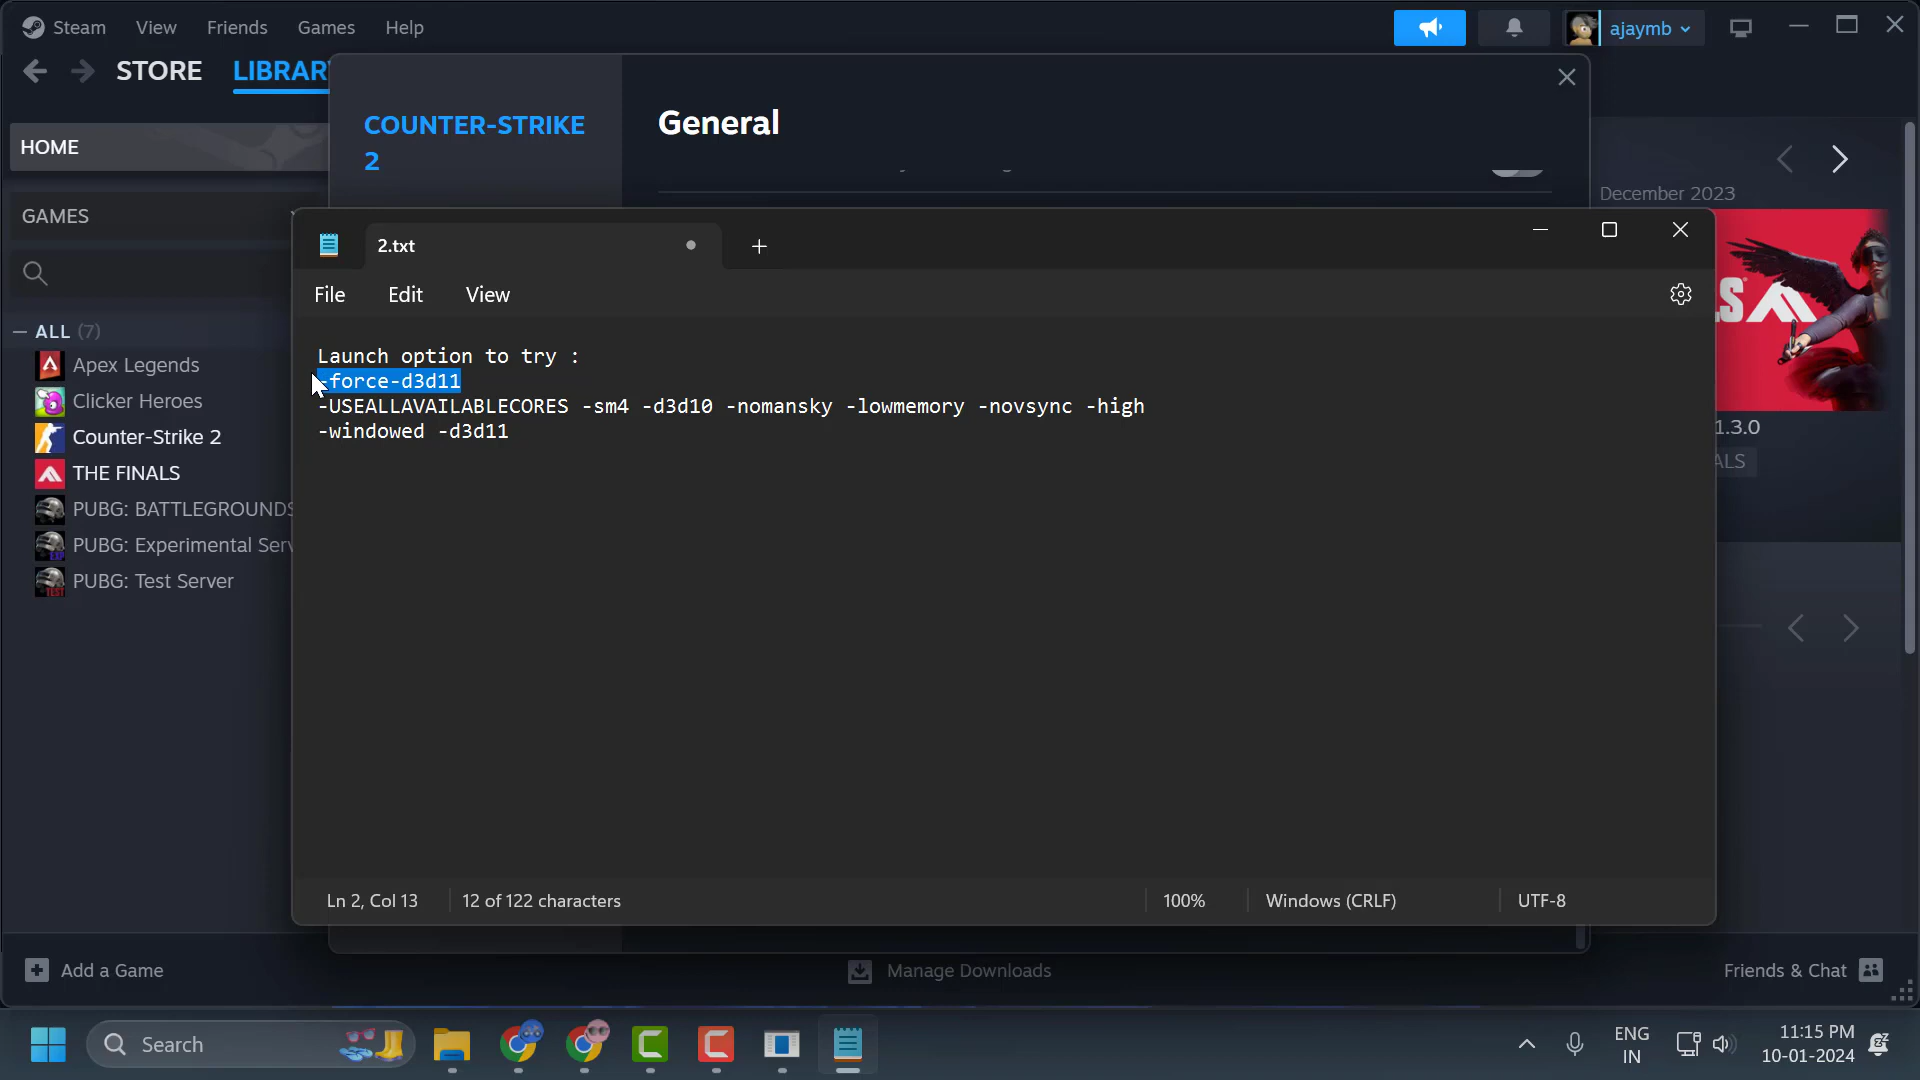 Steam View Friends Games Help
ajaymb
STORE LIBRARY
COUNTER-STRIKE
2
General
HOME
GAMES
December 2023
2.txt
File Edit View
ALL (7)
Apex Legends
Clicker Heroes
Counter-Strike 2
THE FINALS
PUBG: BATTLEGROUNDS
PUBG: Experimental Serv
PUBG: Test Server
Launch option to try :
-force-d3d11
-USEALLAVAILABLECORES -sm4 -d3d10 -nomansky -lowmemory -novsync -high
-windowed -d3d11
1.3.0
ALS
Ln 2, Col 13 12 of 122 characters 100% Windows (CRLF) UTF-8
Add a Game Manage Downloads Friends & Chat
Search
ENG
IN
11:15 PM
10-01-2024